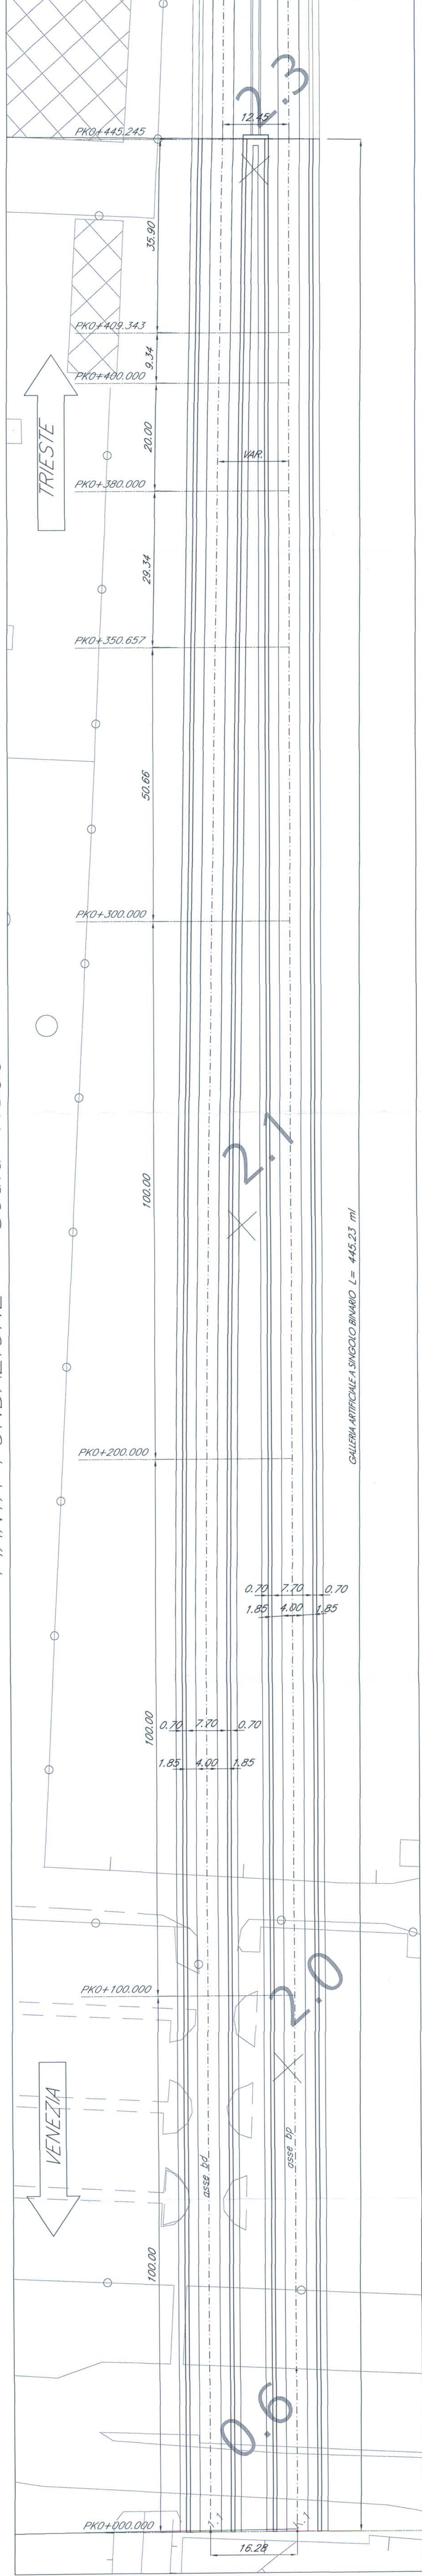 2.3
12.45
PK0+445.245
35.90
PK0+409.343
9.34
PK0+400.000
TRIESTE
20.00
VAR.
PK0+380.000
29.34
PK0+350.657
50.66
PK0+300.000
2.1
100.00
GALLERIA ARTIFICIALE A SINGOLO BINARIO L= 445.23 ml
PK0+200.000
0.70 7.70 0.70
1.85 4.00 1.85
100.00
0.70 7.70 0.70
1.85 4.00 1.85
PK0+100.000
2.0
VENEZIA
asse bd
asse bp
100.00
0.6
PK0+000.000
16.28